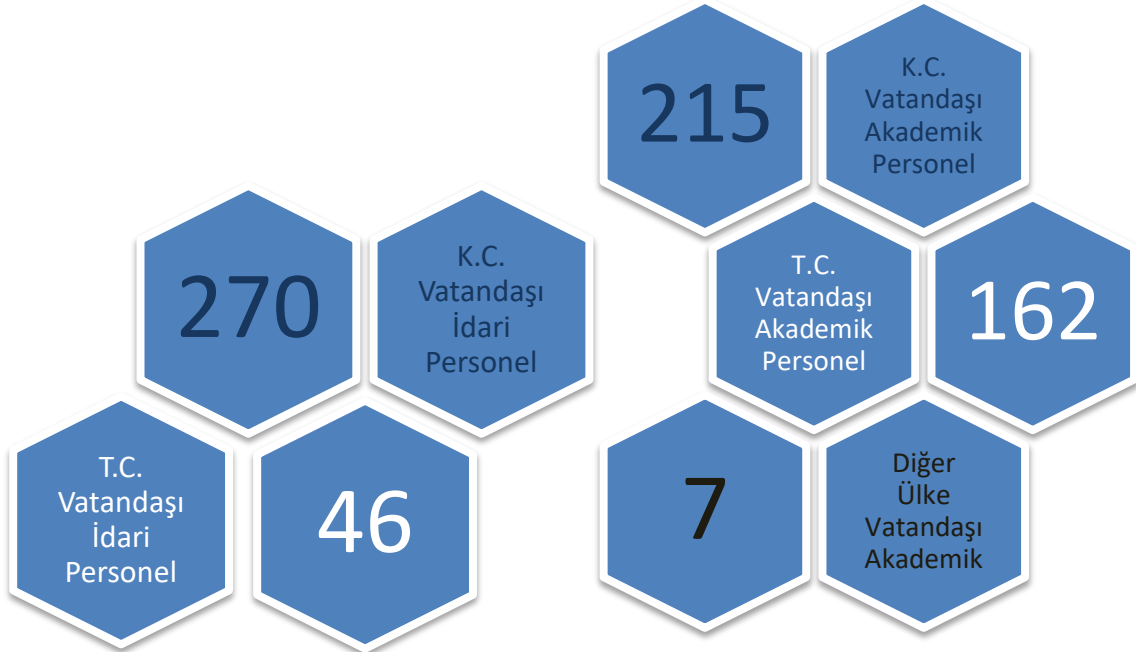 215
K.C.
Vatandaşı
Akademik
Personel
T.C.
Vatandaşı
Akademik
Personel
162
7
Diğer
Ülke
Vatandaşı
Akademik
270
K.C.
Vatandaşı
İdari
Personel
T.C.
Vatandaşı
İdari
Personel
46